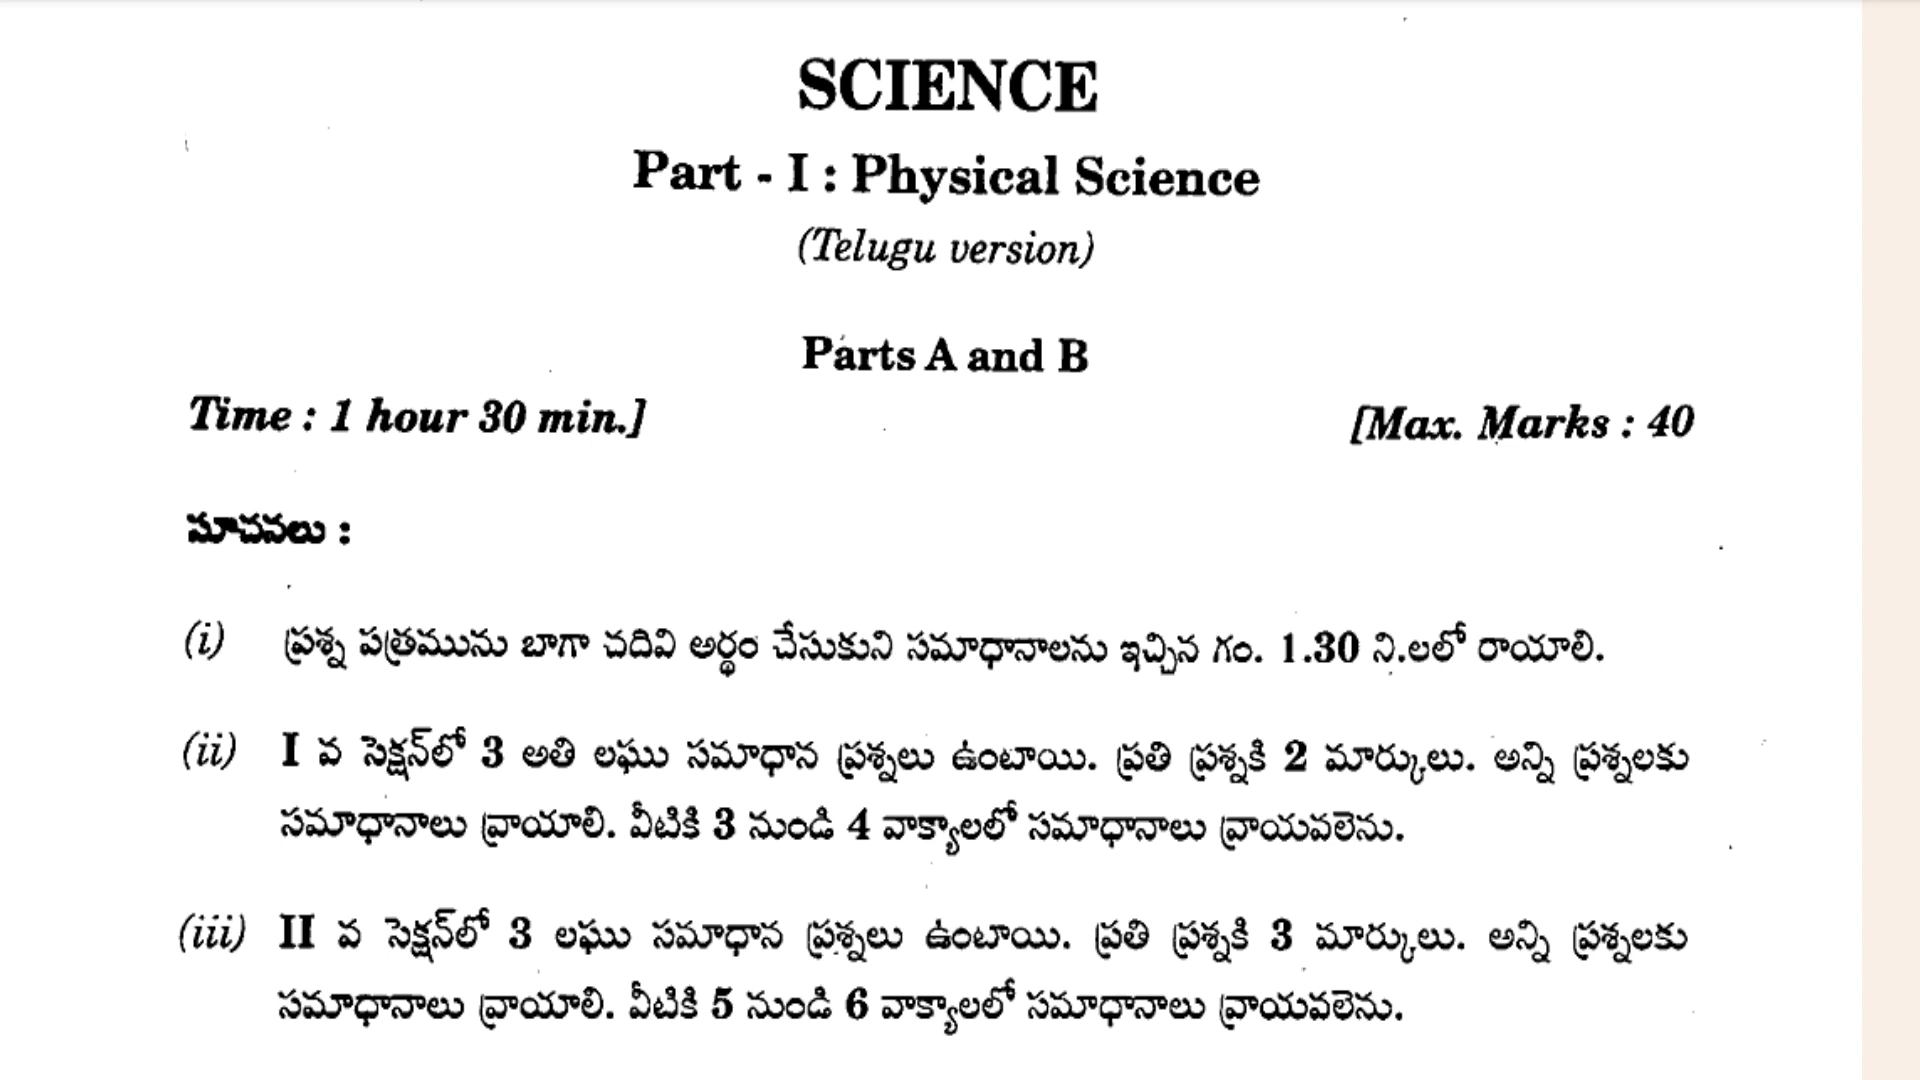 SCIENCE
Part - I : Physical Science
(Telugu version)
Parts A and B
Time : 1 hour 30 min.]
[Max. Marks : 40
సూచనలు :
(i) ప్రశ్న పత్రమును బాగా చదివి అర్థం చేసుకుని సమాధానాలను ఇచ్చిన గం. 1.30 ని.లలో రాయాలి.
(ii) I వ సెక్షన్‌లో 3 అతి లఘు సమాధాన ప్రశ్నలు ఉంటాయి. ప్రతి ప్రశ్నకి 2 మార్కులు. అన్ని ప్రశ్నలకు
సమాధానాలు వ్రాయాలి. వీటికి 3 నుండి 4 వాక్యాలలో సమాధానాలు వ్రాయవలెను.
(iii) II వ సెక్షన్‌లో 3 లఘు సమాధాన ప్రశ్నలు ఉంటాయి. ప్రతి ప్రశ్నకి 3 మార్కులు. అన్ని ప్రశ్నలకు
సమాధానాలు వ్రాయాలి. వీటికి 5 నుండి 6 వాక్యాలలో సమాధానాలు వ్రాయవలెను.